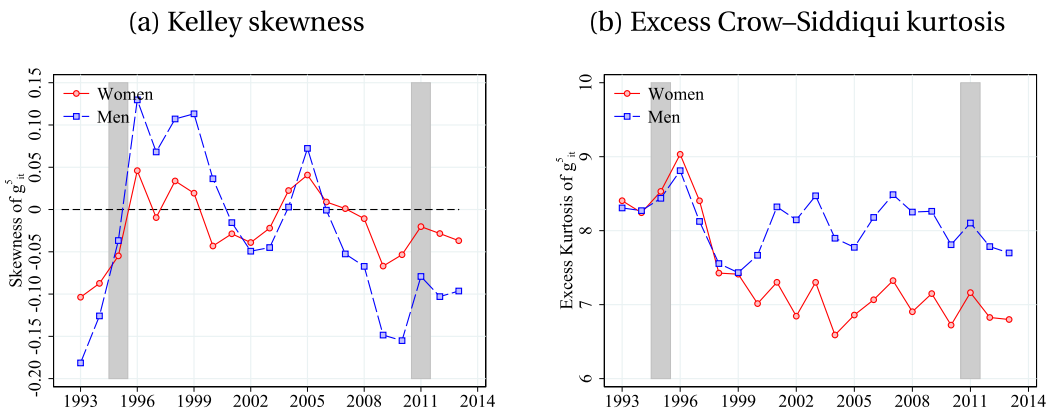 (a) Kelley skewness
Skewness of g⁵ᵢₜ
0.15
0.10
0.05
0
-0.05
-0.10
-0.15
-0.20
Women
Men
1993 1996 1999 2002 2005 2008 2011 2014
(b) Excess Crow–Siddiqui kurtosis
Excess Kurtosis of g⁵ᵢₜ
10
9
8
7
6
Women
Men
1993 1996 1999 2002 2005 2008 2011 2014